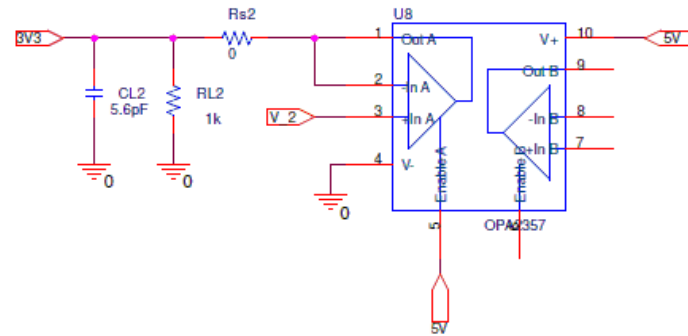 U8
Rs2
3V3
0
1
Out A
V+
10
5V
Out B
9
CL2
5.6pF
RL2
1k
2
-In A
-In B
8
V_2
3
+In A
+In B
7
4
V-
Enable A
Enable B
0
0
0
5
6
OPA2357
5V